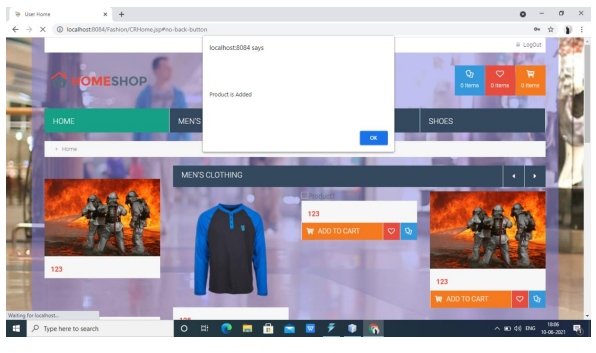 User Home
localhost:8084/Fashion/CRHome.jsp#no-back-button
localhost:8084 says
Product is Added
OK
LogOut
HOMESHOP
0 Items
0 Items
0 Items
HOME
MEN'S
SHOES
> Home
MEN'S CLOTHING
Product1
123
ADD TO CART
123
123
ADD TO CART
Waiting for localhost...
Type here to search
ENG
18:06
10-06-2021